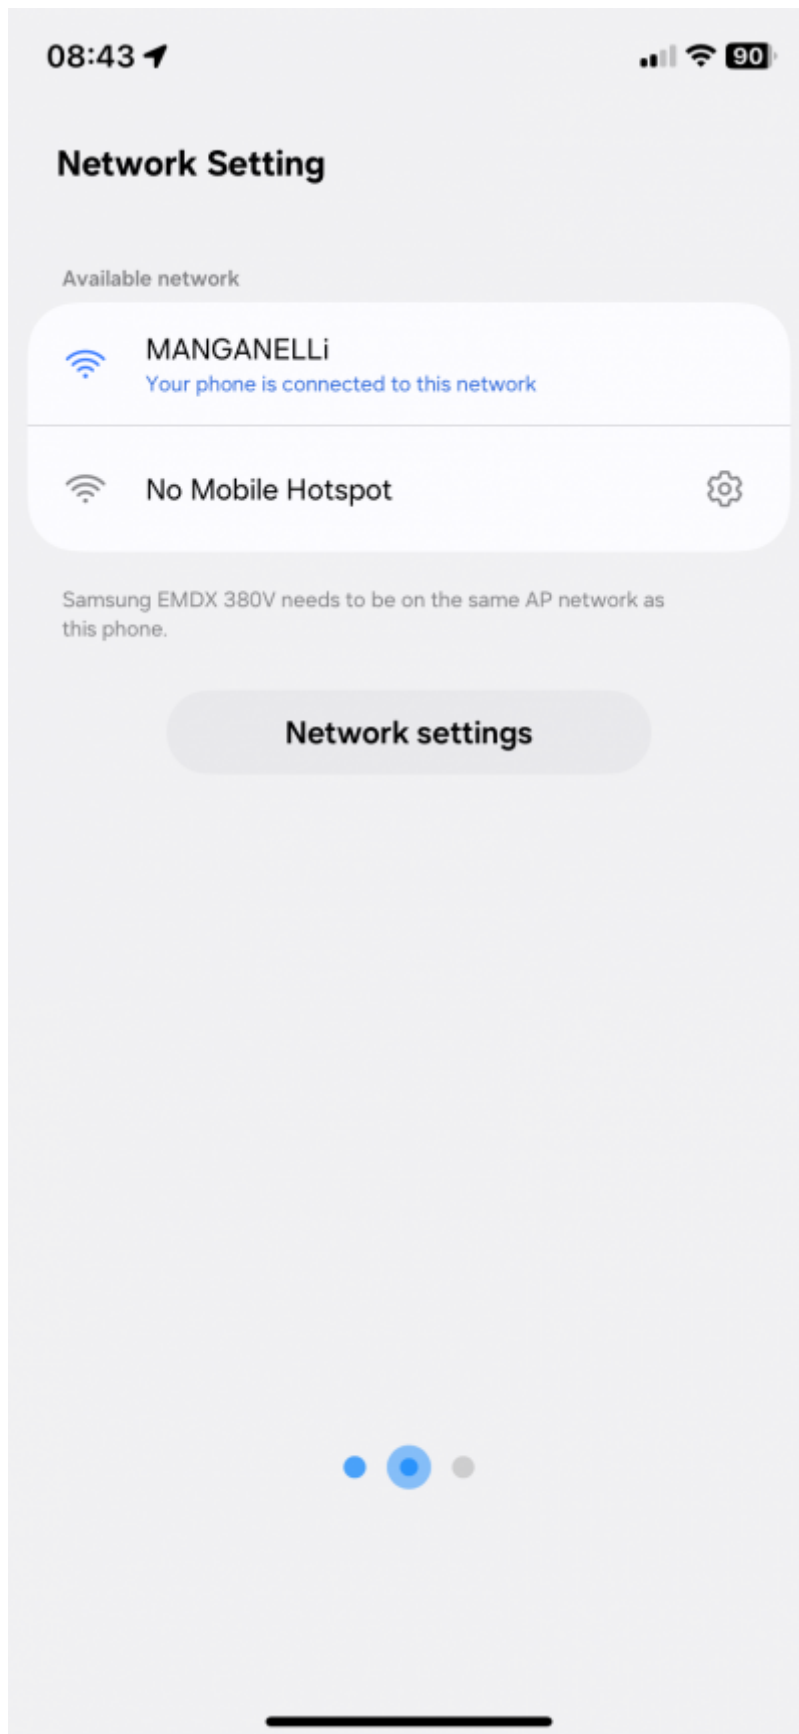 08:43
90
Network Setting
Available network
MANGANELLi
Your phone is connected to this network
No Mobile Hotspot
Samsung EMDX 380V needs to be on the same AP network as
this phone.
Network settings